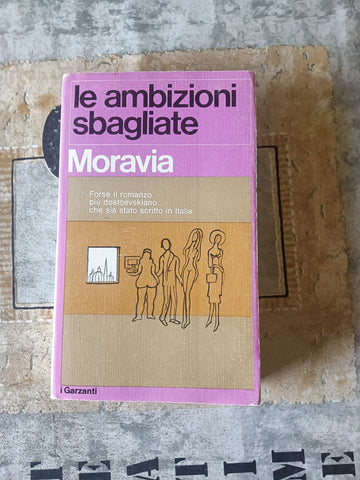 le ambizioni
sbagliate
Moravia
Forse il romanzo
più dostoevskiano
che sia stato scritto in Italia
i Garzanti